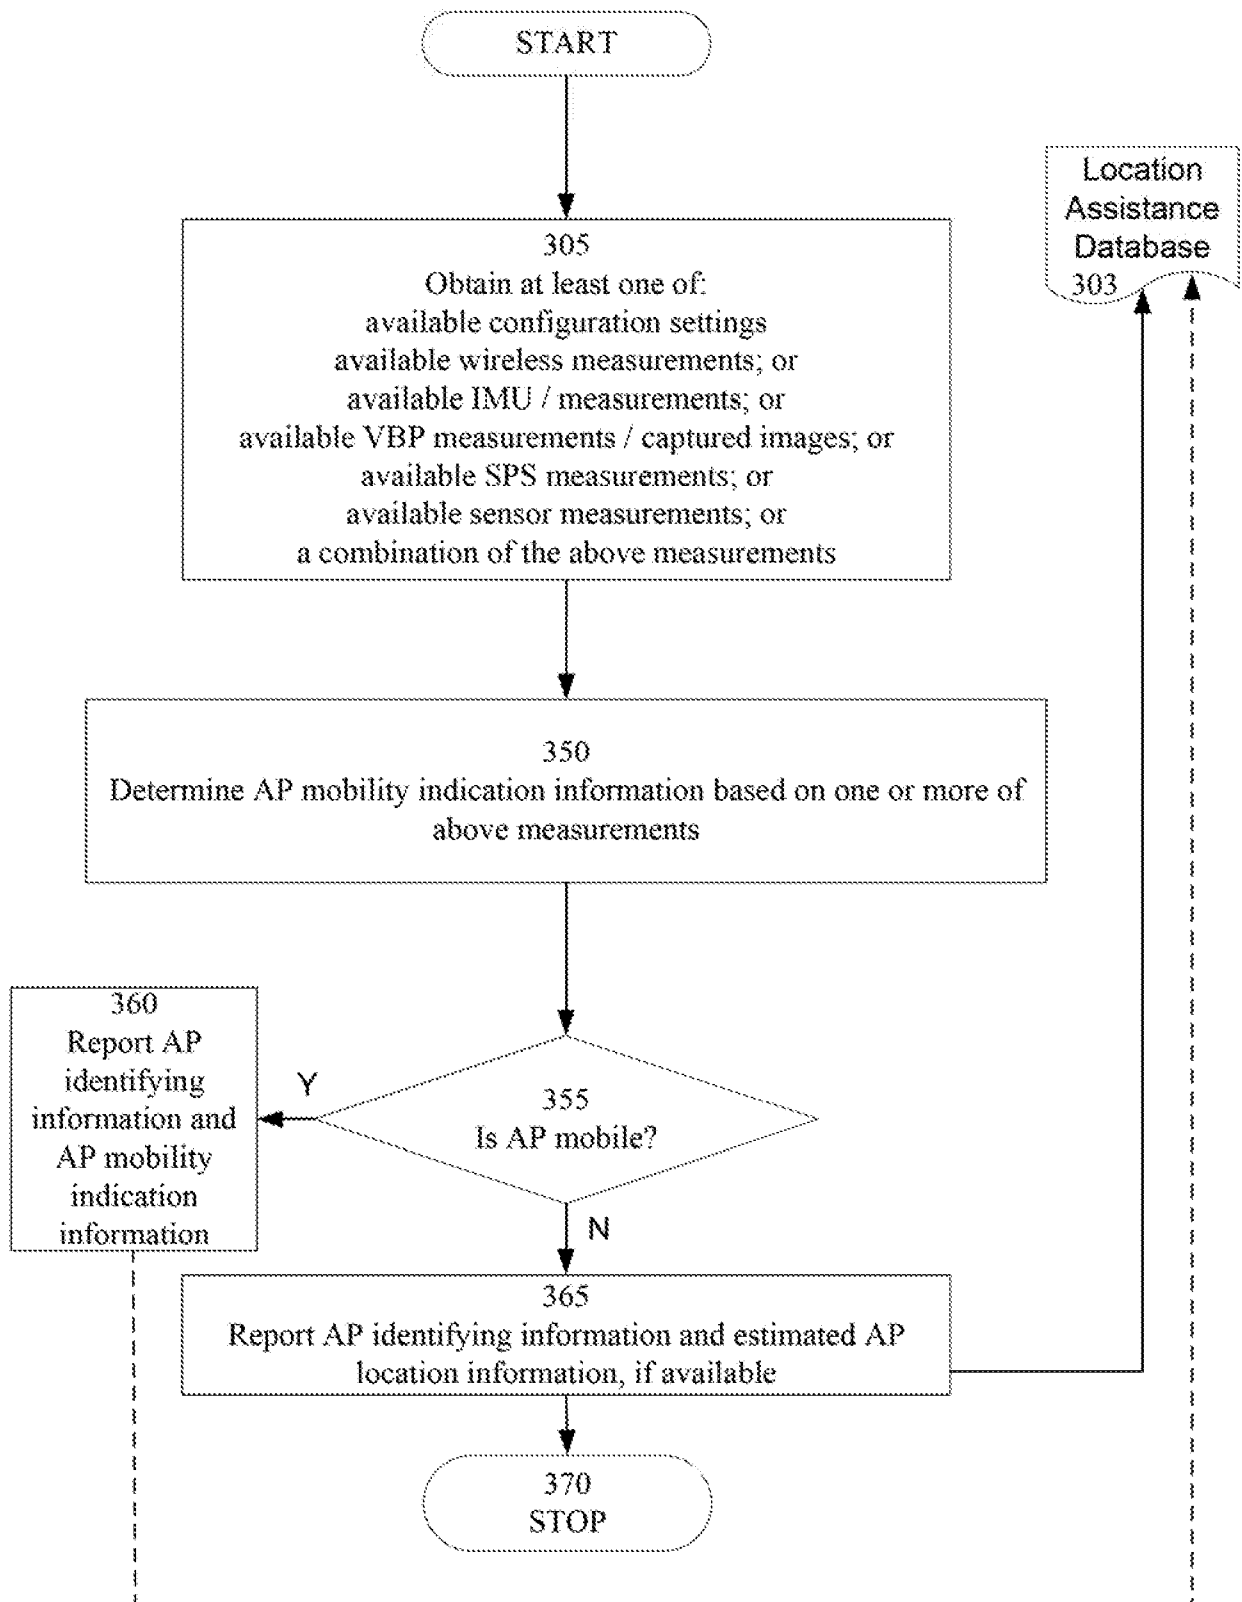 START
Location
Assistance
Database
303
305
Obtain at least one of:
available configuration settings
available wireless measurements; or
available IMU / measurements; or
available VBP measurements / captured images; or
available SPS measurements; or
available sensor measurements; or
a combination of the above measurements
350
Determine AP mobility indication information based on one or more of
above measurements
360
Report AP
identifying
information and
AP mobility
indication
information
Y
355
Is AP mobile?
N
365
Report AP identifying information and estimated AP
location information, if available
370
STOP